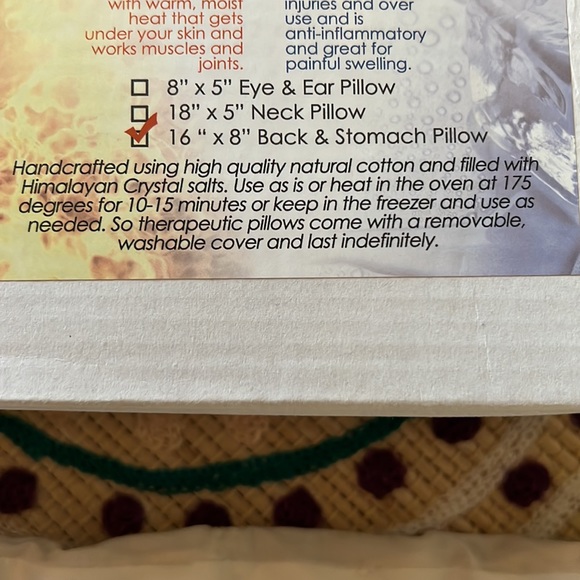 with warm, moist
heat that gets
under your skin and
works muscles and
joints.
injuries and over
use and is
anti-inflammatory
and great for
painful swelling.
8” x 5” Eye & Ear Pillow
18” x 5” Neck Pillow
16 “ x 8” Back & Stomach Pillow
Handcrafted using high quality natural cotton and filled with
Himalayan Crystal salts. Use as is or heat in the oven at 175
degrees for 10-15 minutes or keep in the freezer and use as
needed. So therapeutic pillows come with a removable,
washable cover and last indefinitely.